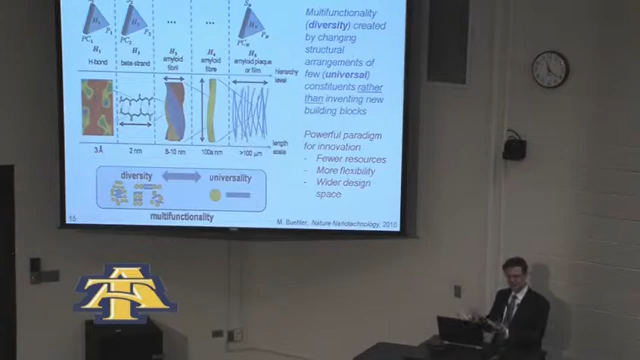 Multifunctionality
(diversity) created
by changing
structural
arrangements of
few (universal)
constituents rather
than inventing new
building blocks
Powerful paradigm
for innovation
- Fewer resources
- More flexibility
- Wider design
space
H₁ H₂ H₃ H₄ H₅
H-bond beta-strand amyloid fibril amyloid fibre amyloid plaque or film
hierarchy level
3 Å 2 nm 8-10 nm 100s nm >100 μm
length scale
diversity universality
multifunctionality
15
M. Buehler, Nature Nanotechnology, 2010
AT